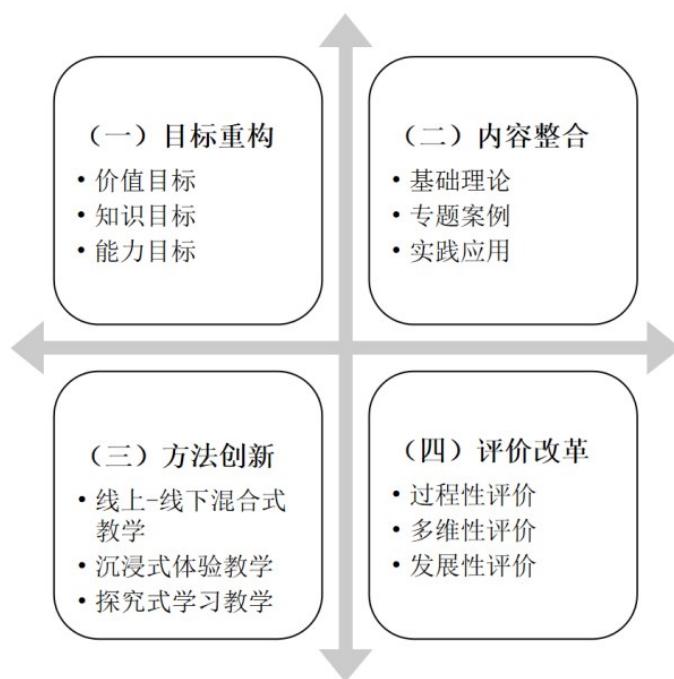 （一）目标重构
• 价值目标
• 知识目标
• 能力目标
（二）内容整合
• 基础理论
• 专题案例
• 实践应用
（三）方法创新
• 线上-线下混合式
教学
• 沉浸式体验教学
• 探究式学习教学
（四）评价改革
• 过程性评价
• 多维性评价
• 发展性评价